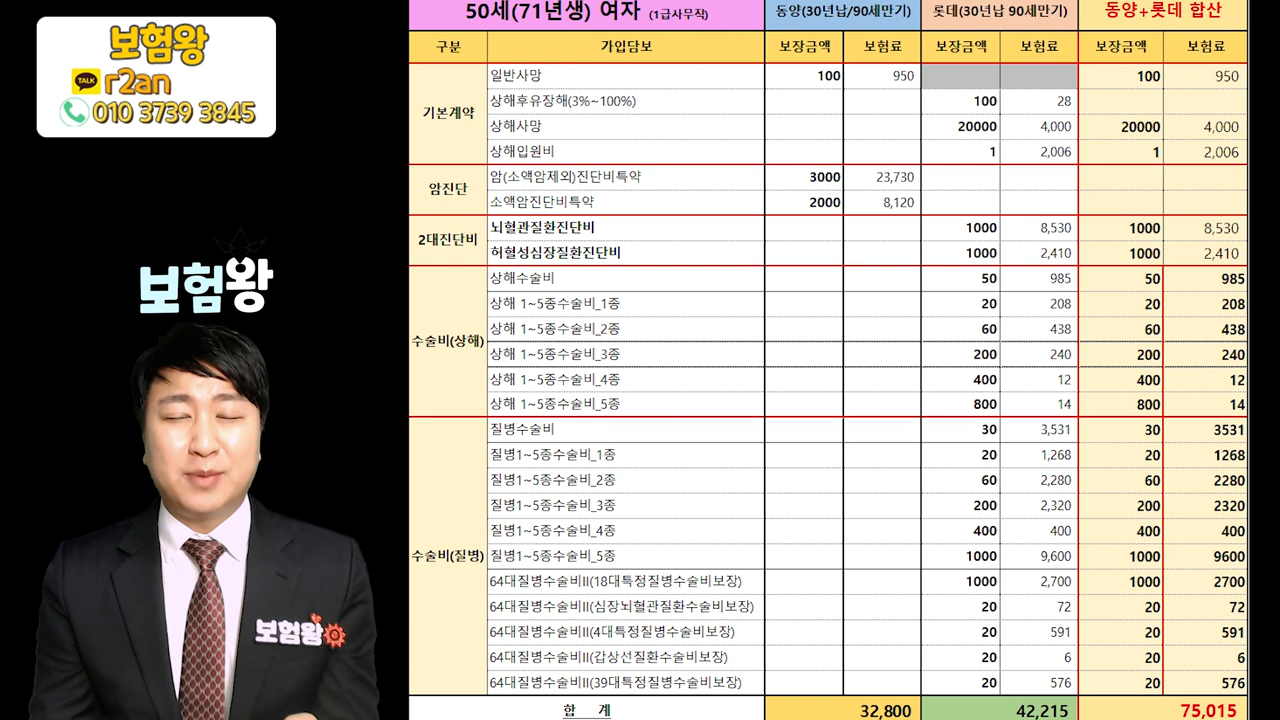 보험왕
TALK r2an
010 3739 3845
보험왕
보험왕
50세(71년생) 여자 (1급사무직) 동양(30년납/90세만기) 롯데(30년납 90세만기) 동양+롯데 합산
구분 가입담보 보장금액 보험료 보장금액 보험료 보장금액 보험료
기본계약
일반사망 100 950 100 950
상해후유장해(3%~100%) 100 28
상해사망 20000 4,000 20000 4,000
상해입원비 1 2,006 1 2,006
암진단
암(소액암제외)진단비특약 3000 23,730
소액암진단비특약 2000 8,120
2대진단비
뇌혈관질환진단비 1000 8,530 1000 8,530
허혈성심장질환진단비 1000 2,410 1000 2,410
수술비(상해)
상해수술비 50 985 50 985
상해 1~5종수술비_1종 20 208 20 208
상해 1~5종수술비_2종 60 438 60 438
상해 1~5종수술비_3종 200 240 200 240
상해 1~5종수술비_4종 400 12 400 12
상해 1~5종수술비_5종 800 14 800 14
수술비(질병)
질병수술비 30 3,531 30 3531
질병1~5종수술비_1종 20 1,268 20 1268
질병1~5종수술비_2종 60 2,280 60 2280
질병1~5종수술비_3종 200 2,320 200 2320
질병1~5종수술비_4종 400 400 400 400
질병1~5종수술비_5종 1000 9,600 1000 9600
64대질병수술비II(18대특정질병수술비보장) 1000 2,700 1000 2700
64대질병수술비II(심장뇌혈관질환수술비보장) 20 72 20 72
64대질병수술비II(4대특정질병수술비보장) 20 591 20 591
64대질병수술비II(갑상선질환수술비보장) 20 6 20 6
64대질병수술비II(39대특정질병수술비보장) 20 576 20 576
합 계 32,800 42,215 75,015